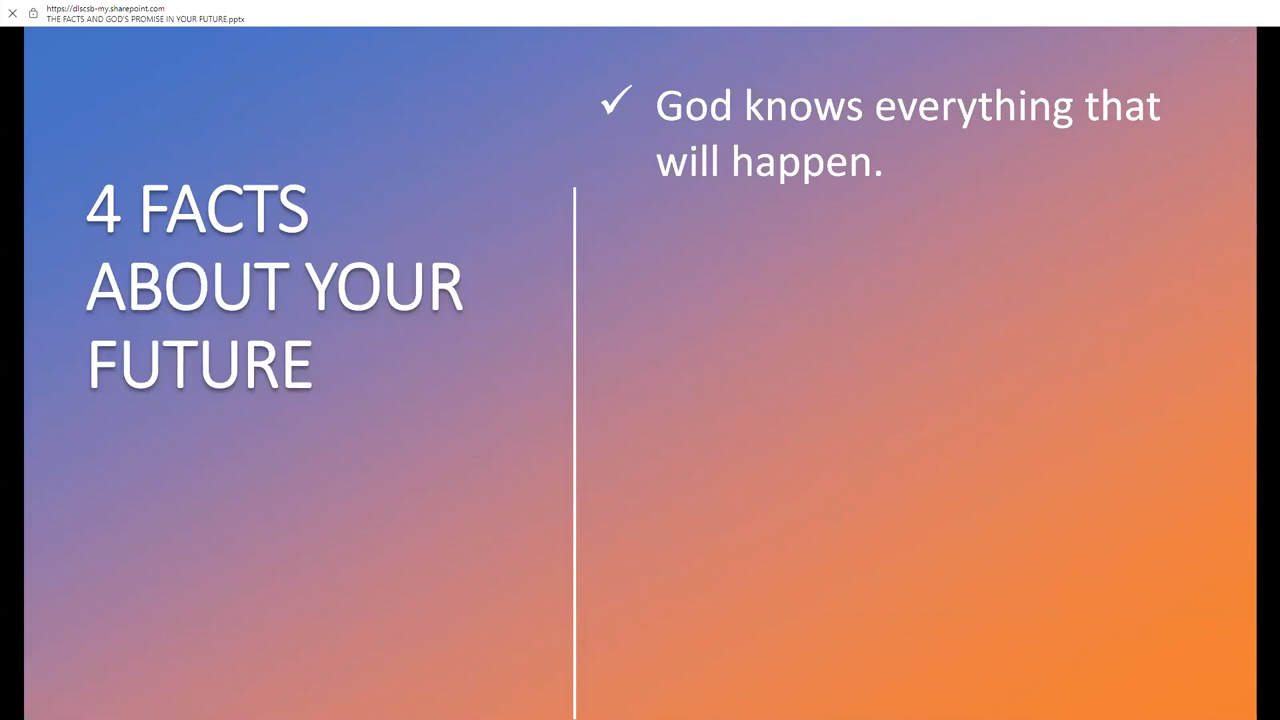 https://dlscsb-my.sharepoint.com
THE FACTS AND GOD'S PROMISE IN YOUR FUTURE.pptx
4 FACTS
ABOUT YOUR
FUTURE
✓ God knows everything that
will happen.